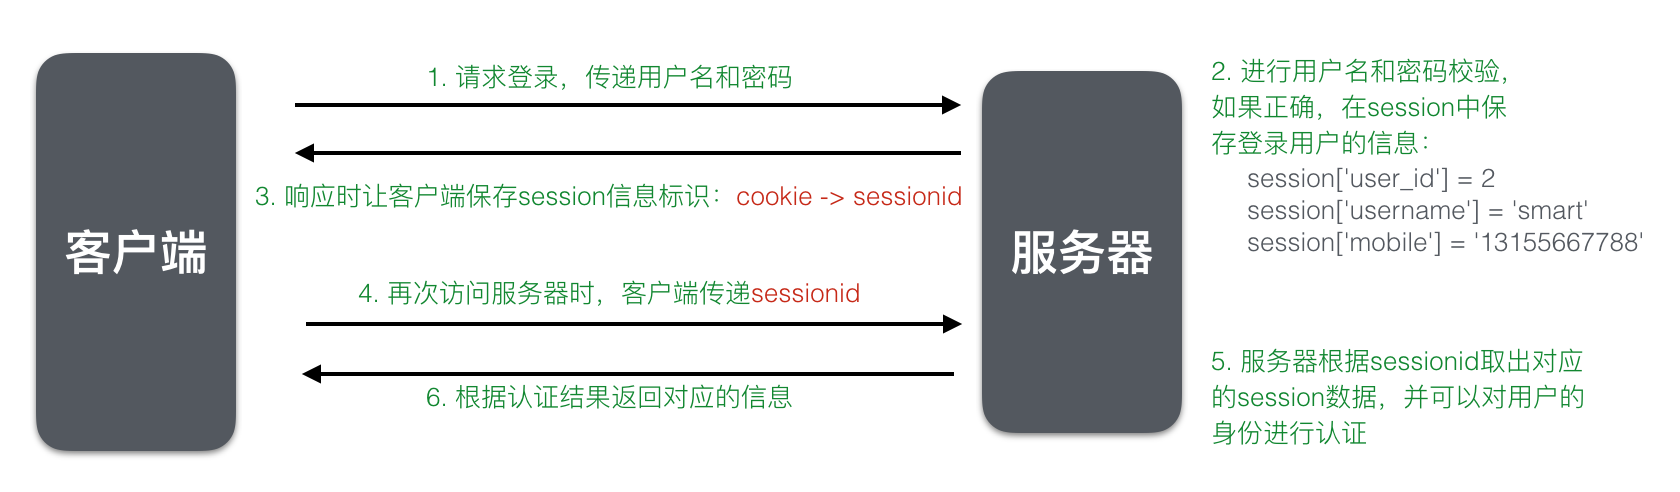 1. 请求登录，传递用户名和密码
2. 进行用户名和密码校验，
如果正确，在session中保
存登录用户的信息：
session['user_id'] = 2
session['username'] = 'smart'
session['mobile'] = '13155667788'
3. 响应时让客户端保存session信息标识：cookie -> sessionid
客户端
服务器
4. 再次访问服务器时，客户端传递sessionid
5. 服务器根据sessionid取出对应
的session数据，并可以对用户的
身份进行认证
6. 根据认证结果返回对应的信息